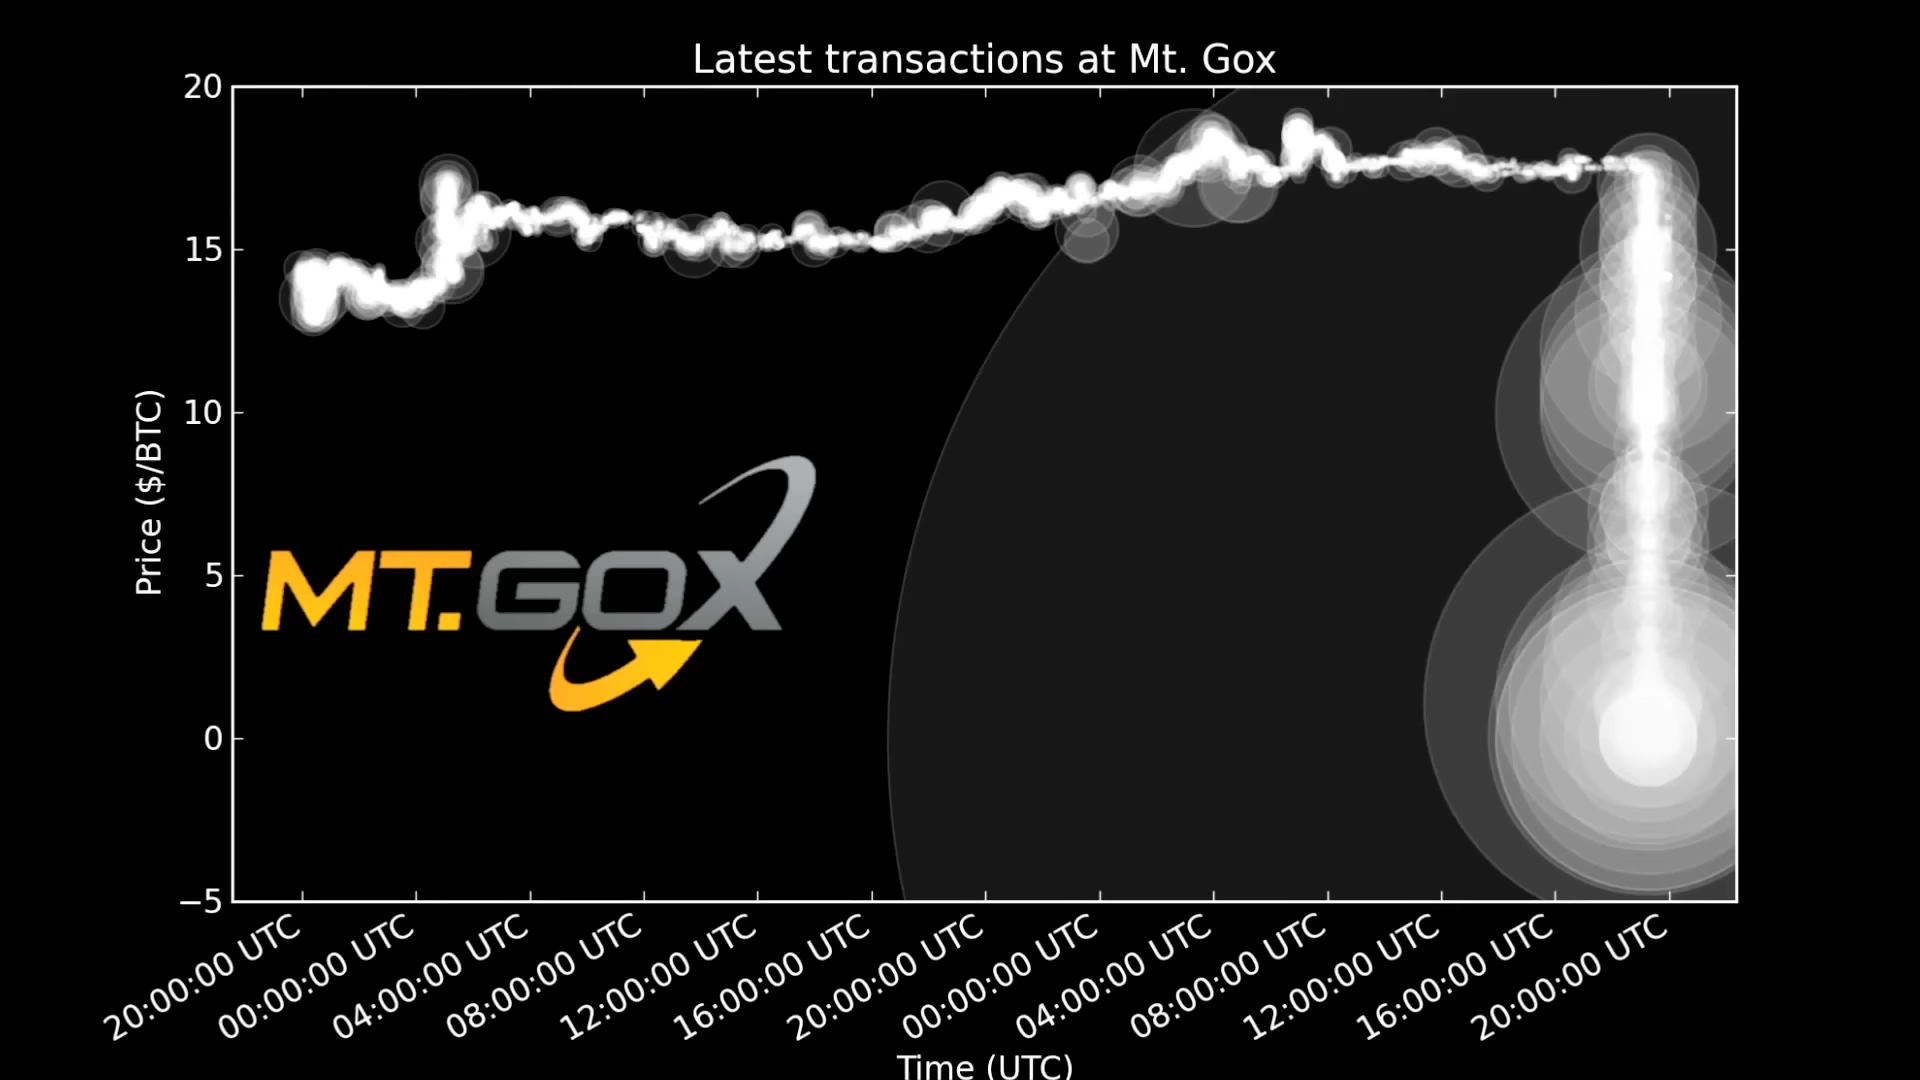 Latest transactions at Mt. Gox
20
15
10
5
0
−5
Price ($/BTC)
MT.GOX
20:00:00 UTC
00:00:00 UTC
04:00:00 UTC
08:00:00 UTC
12:00:00 UTC
16:00:00 UTC
20:00:00 UTC
00:00:00 UTC
04:00:00 UTC
08:00:00 UTC
12:00:00 UTC
16:00:00 UTC
20:00:00 UTC
Time (UTC)